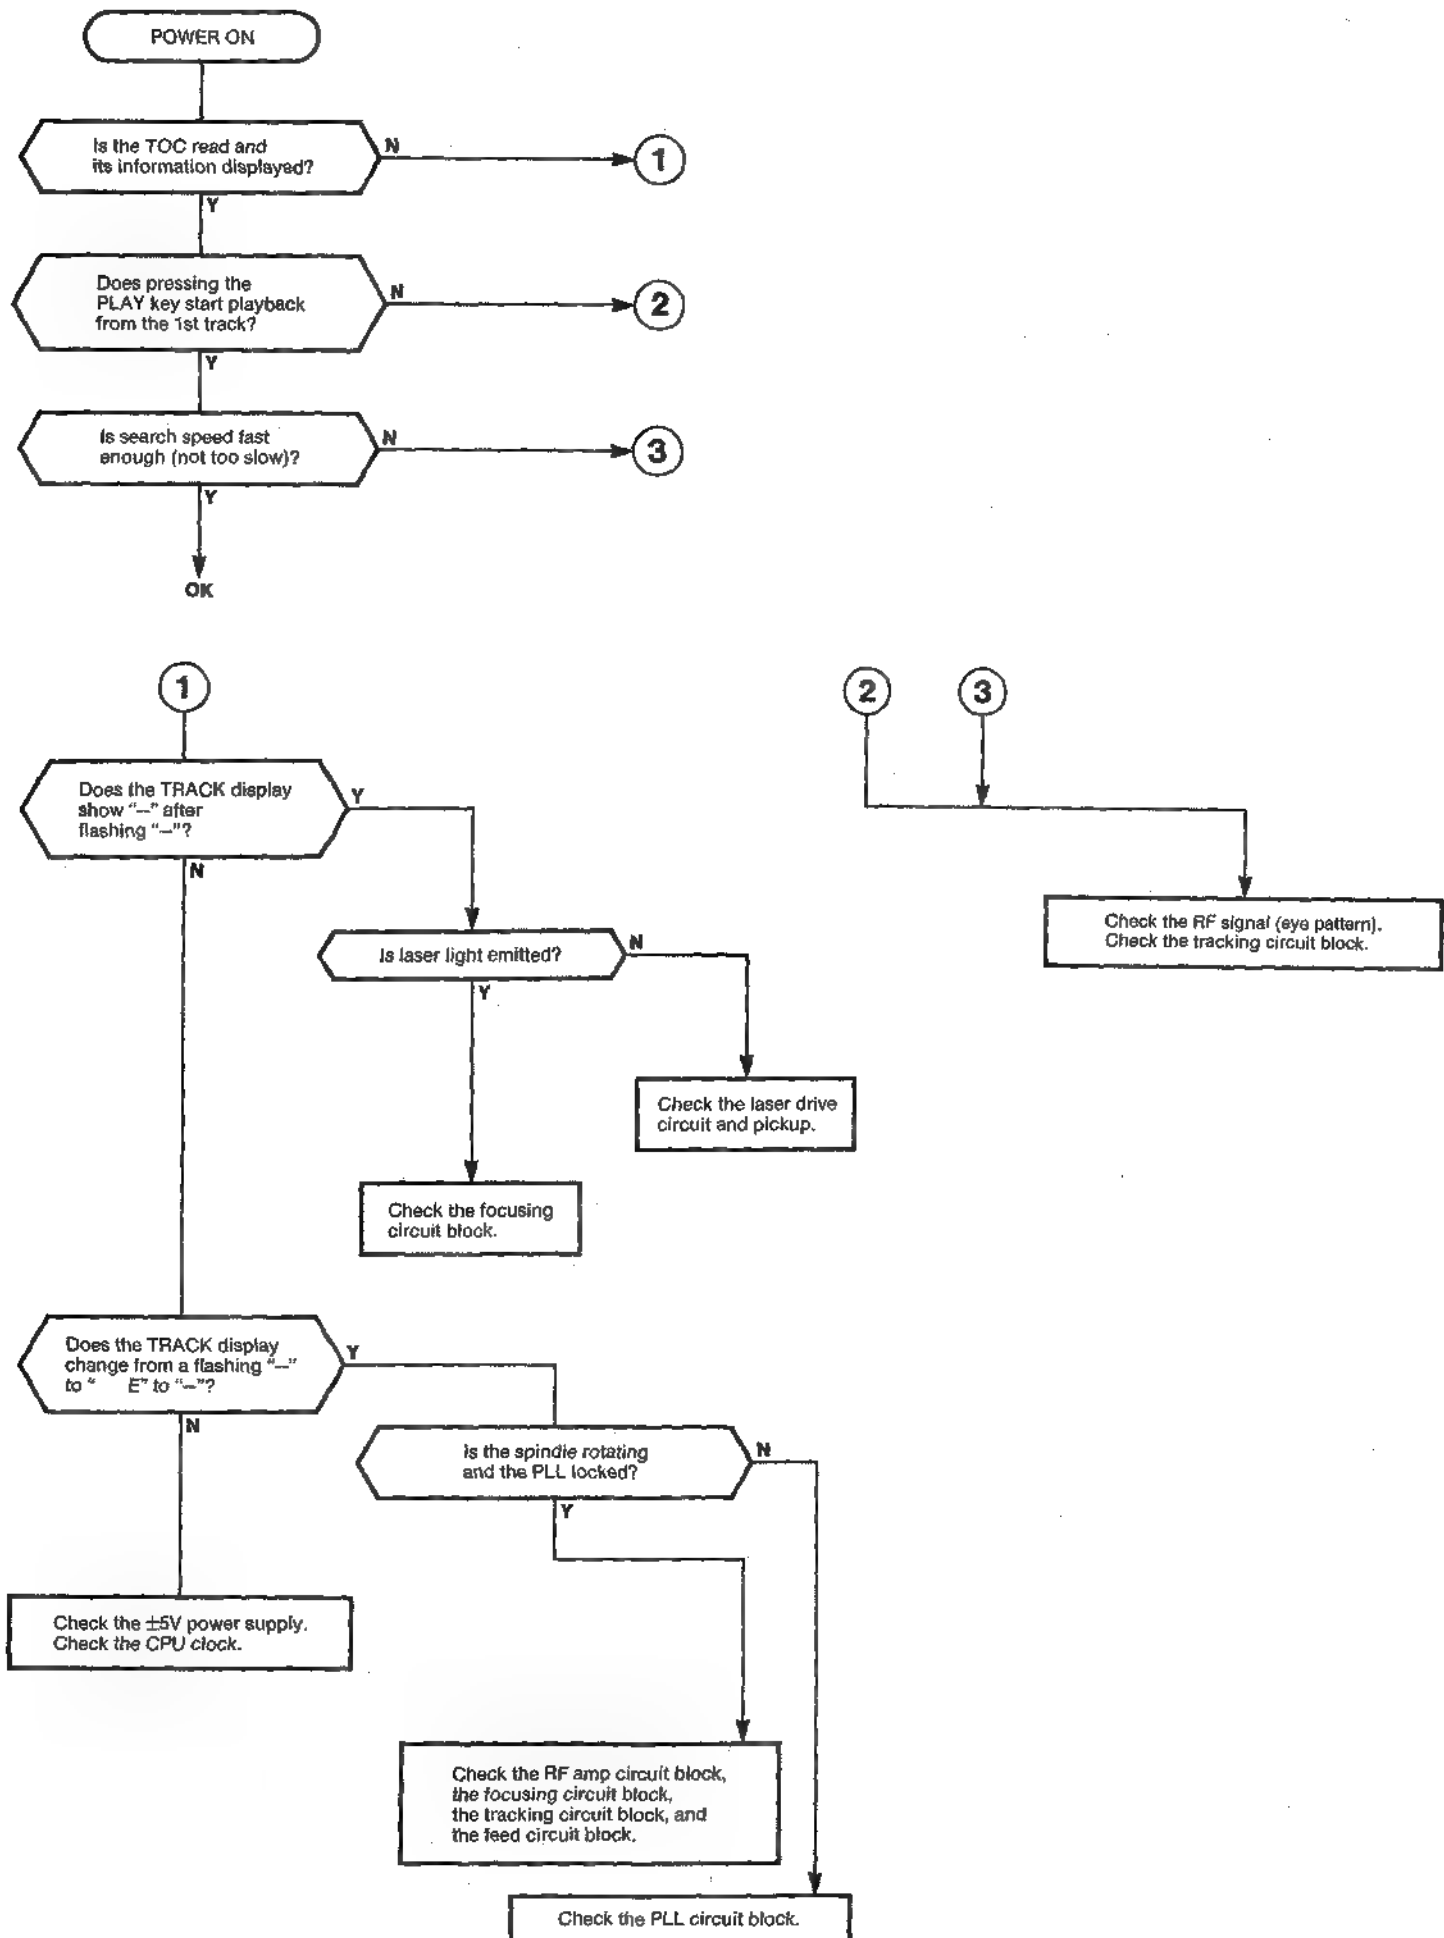 POWER ON
Is the TOC read and
its information displayed?
N
1
Y
Does pressing the
PLAY key start playback
from the 1st track?
N
2
Y
Is search speed fast
enough (not too slow)?
N
3
Y
OK
1
2
3
Does the TRACK display
show "--" after
flashing "--"?
Y
N
Check the RF signal (eye pattern).
Check the tracking circuit block.
Is laser light emitted?
N
Y
Check the laser drive
circuit and pickup.
Check the focusing
circuit block.
Does the TRACK display
change from a flashing "--"
to " E" to "--"?
Y
N
Is the spindle rotating
and the PLL locked?
N
Y
Check the ±5V power supply.
Check the CPU clock.
Check the RF amp circuit block,
the focusing circuit block,
the tracking circuit block, and
the feed circuit block.
Check the PLL circuit block.